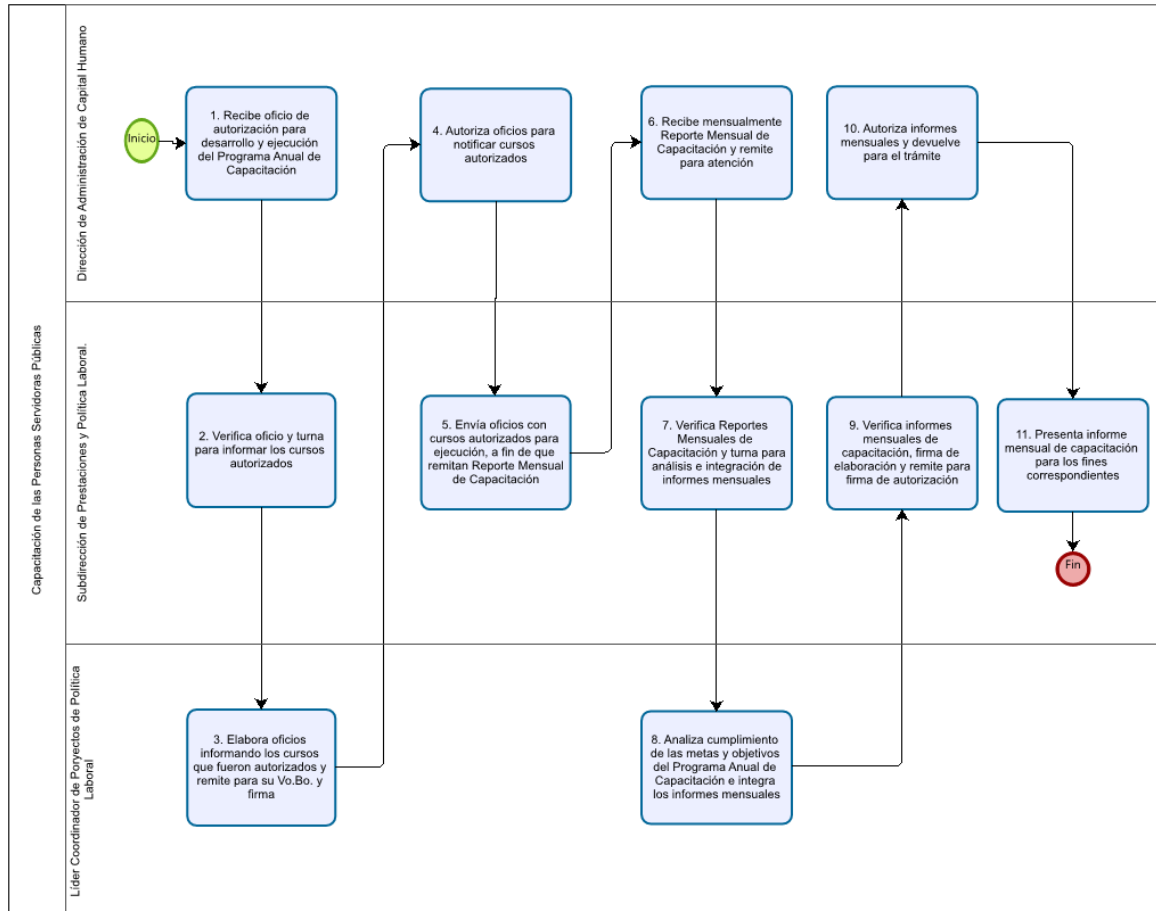 Capacitación de las Personas Servidoras Públicas
Dirección de Administración de Capital Humano
Inicio
1. Recibe oficio de
autorización para
desarrollo y ejecución
del Programa Anual de
Capacitación
4. Autoriza oficios para
notificar cursos
autorizados
6. Recibe mensualmente
Reporte Mensual de
Capacitación y remite
para atención
10. Autoriza informes
mensuales y devuelve
para el trámite
Subdirección de Prestaciones y Política Laboral.
2. Verifica oficio y turna
para informar los cursos
autorizados
5. Envía oficios con
cursos autorizados para
ejecución, a fin de que
remitan Reporte Mensual
de Capacitación
7. Verifica Reportes
Mensuales de
Capacitación y turna para
análisis e integración de
informes mensuales
9. Verifica informes
mensuales de
capacitación, firma de
elaboración y remite para
firma de autorización
11. Presenta informe
mensual de capacitación
para los fines
correspondientes
Fin
Líder Coordinador de Poryectos de Política
Laboral
3. Elabora oficios
informando los cursos
que fueron autorizados y
remite para su Vo.Bo. y
firma
8. Analiza cumplimiento
de las metas y objetivos
del Programa Anual de
Capacitación e integra
los informes mensuales